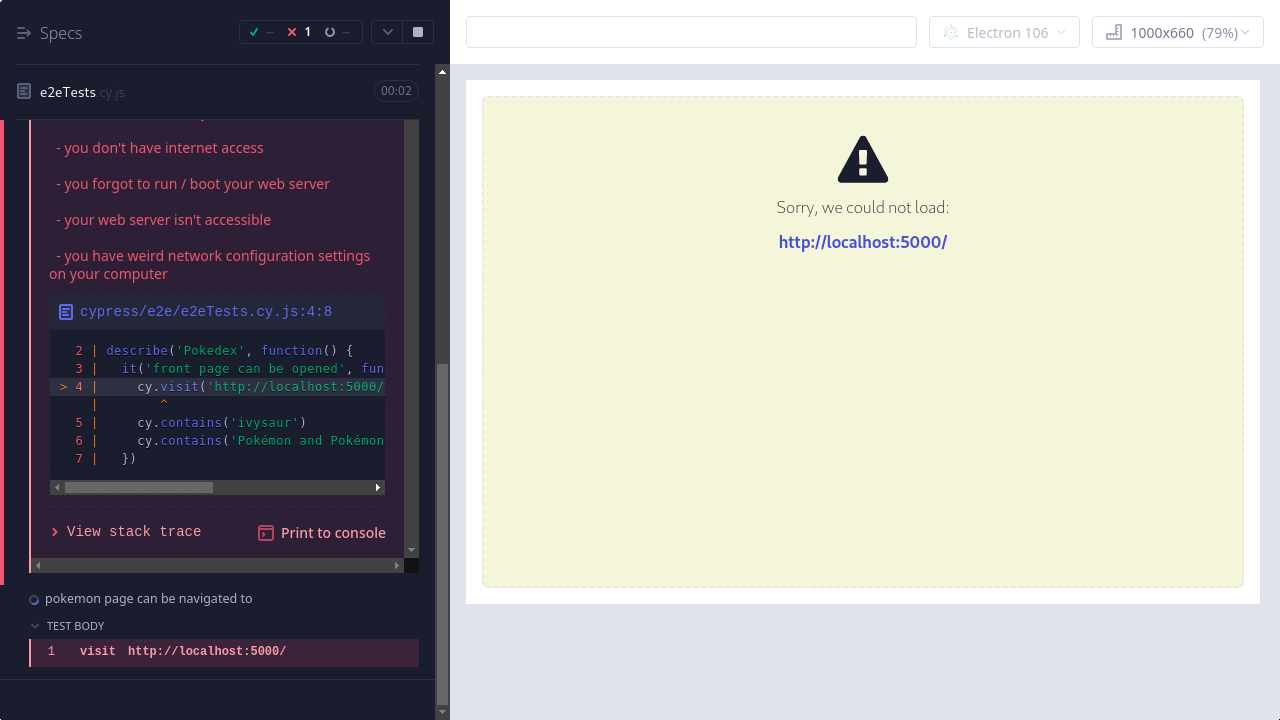 Specs
--
1
--
Electron 106
1000x660 (79%)
e2eTests cy.js
00:02
- you don't have internet access
- you forgot to run / boot your web server
- your web server isn't accessible
- you have weird network configuration settings
on your computer
cypress/e2e/e2eTests.cy.js:4:8
2 | describe('Pokedex', function() {
3 | it('front page can be opened', fun
> 4 | cy.visit('http://localhost:5000/
| ^
5 | cy.contains('ivysaur')
6 | cy.contains('Pokémon and Pokémon
7 | })
View stack trace
Print to console
pokemon page can be navigated to
TEST BODY
1 visit http://localhost:5000/
Sorry, we could not load:
http://localhost:5000/